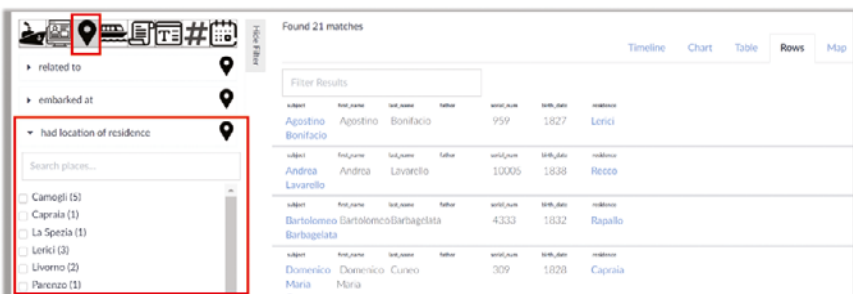 Found 21 matches
Hide Filter
Timeline Chart Table Rows Map
related to
Filter Results
embarked at
subject first_name last_name father serial_num birth_date residence
Agostino Bonifacio Agostino Bonifacio 959 1827 Lerici
had location of residence
subject first_name last_name father serial_num birth_date residence
Search places...
Andrea Lavarello Andrea Lavarello 10005 1838 Recco
Camogli (5)
Capraia (1)
La Spezia (1)
Lerici (3)
Livorno (2)
Parenzo (1)
subject first_name last_name father serial_num birth_date residence
Bartolomeo Barbagelata Bartolomeo Barbagelata 4333 1832 Rapallo
subject first_name last_name father serial_num birth_date residence
Domenico Maria Domenico Maria Cuneo 309 1828 Capraia